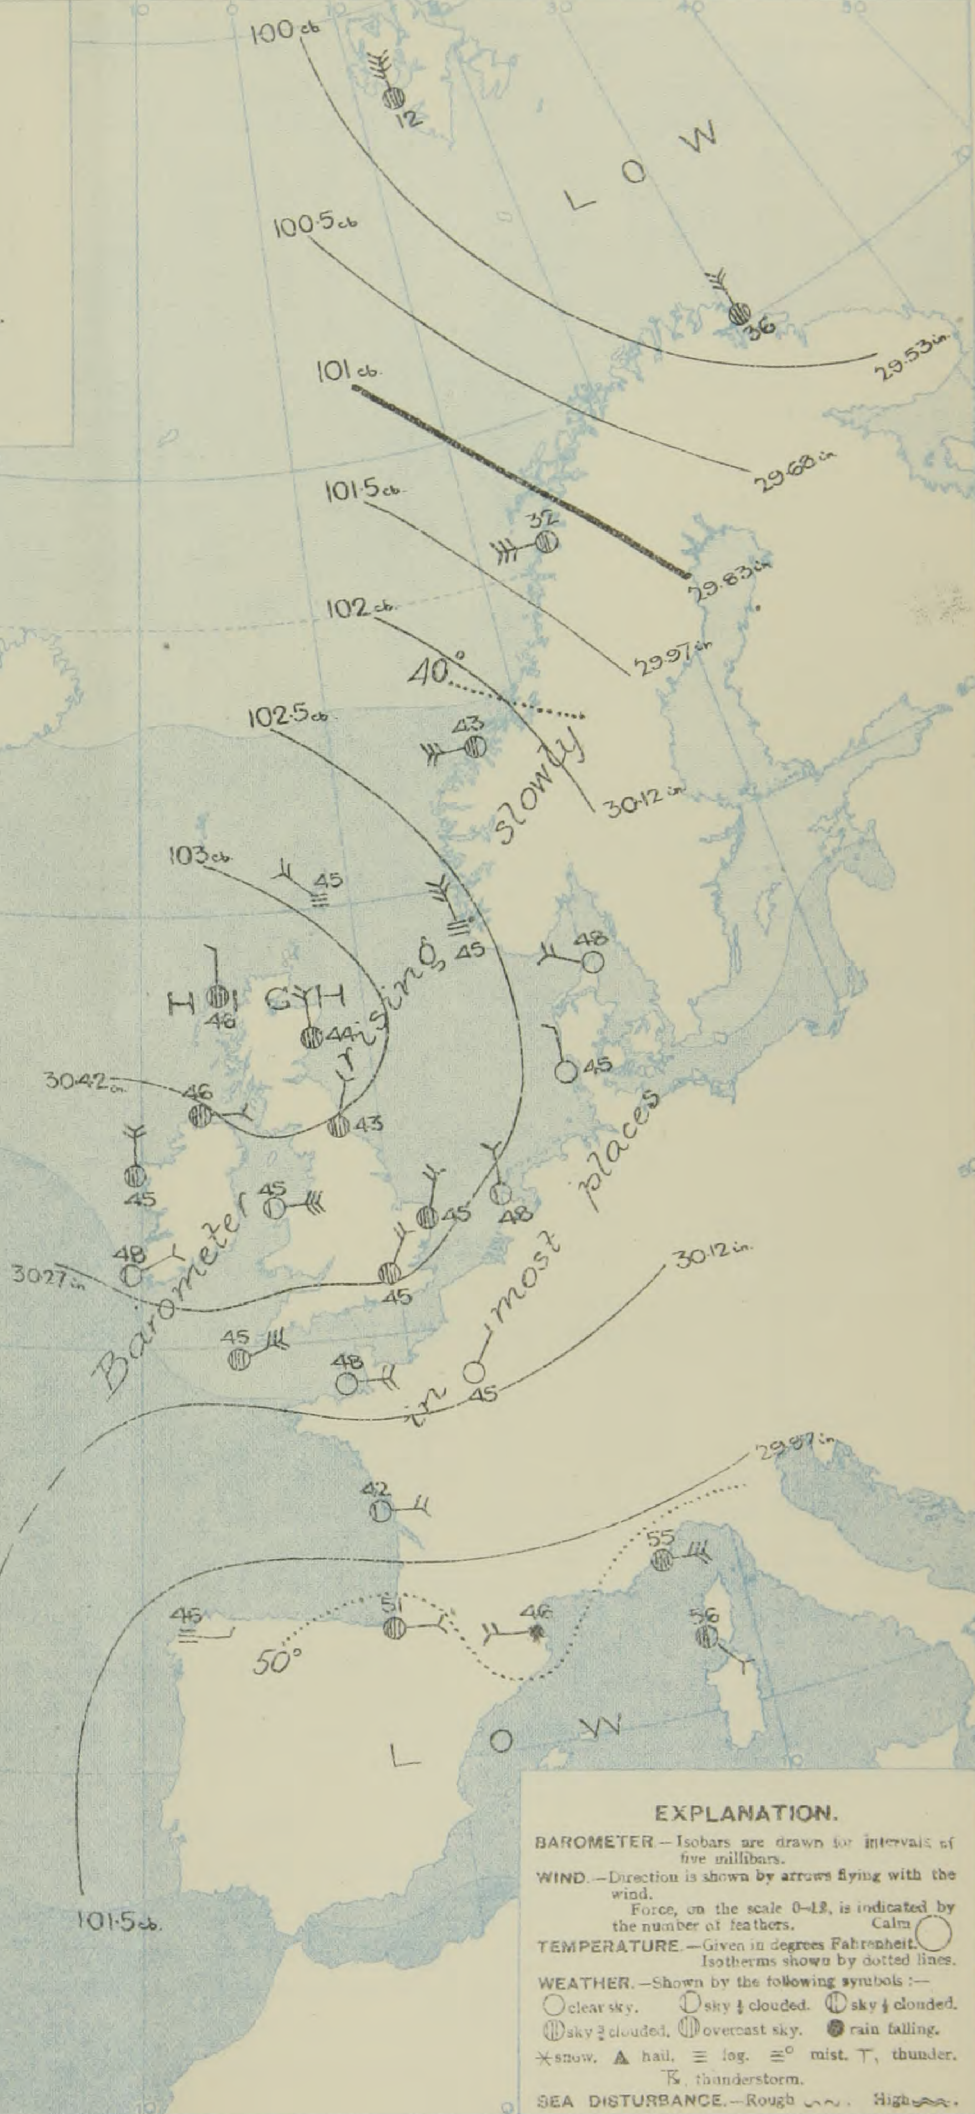 10
0
10
30
40
50
100 cb
12
L O W
100·5 cb
36
29·53 in.
101 cb.
29·68 in
101·5 cb.
32
29·83 in.
102 cb.
40°
29·97 in
102·5 cb.
43
slowly
30·12 in
103 cb.
45
45
48
rising
HIGH
46
44
30·42 in.
45
46
43
places
45
45
45
48
48
Barometer
30·27 in
45
most
30·12 in.
45
48
45
in
29·87 in
42
55
46
51
46
56
50°
L O W
10
101·5 cb.
EXPLANATION.
BAROMETER.—Isobars are drawn for intervals of
five millibars.
WIND.—Direction is shown by arrows flying with the
wind.
Force, on the scale 0–12, is indicated by
the number of feathers. Calm
TEMPERATURE.—Given in degrees Fahrenheit.
Isotherms shown by dotted lines.
WEATHER.—Shown by the following symbols :—
clear sky. sky ¼ clouded. sky ½ clouded.
sky ¾ clouded. overcast sky. rain falling.
snow. hail. fog. mist. T, thunder.
thunderstorm.
SEA DISTURBANCE.—Rough High